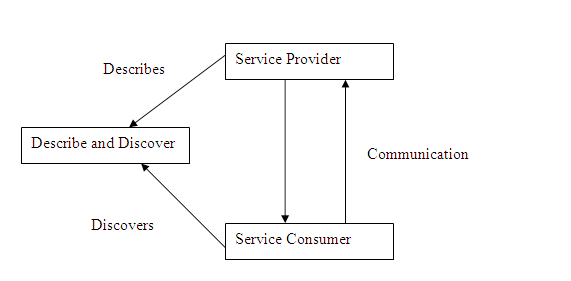 Service Provider
Describes
Describe and Discover
Communication
Discovers
Service Consumer